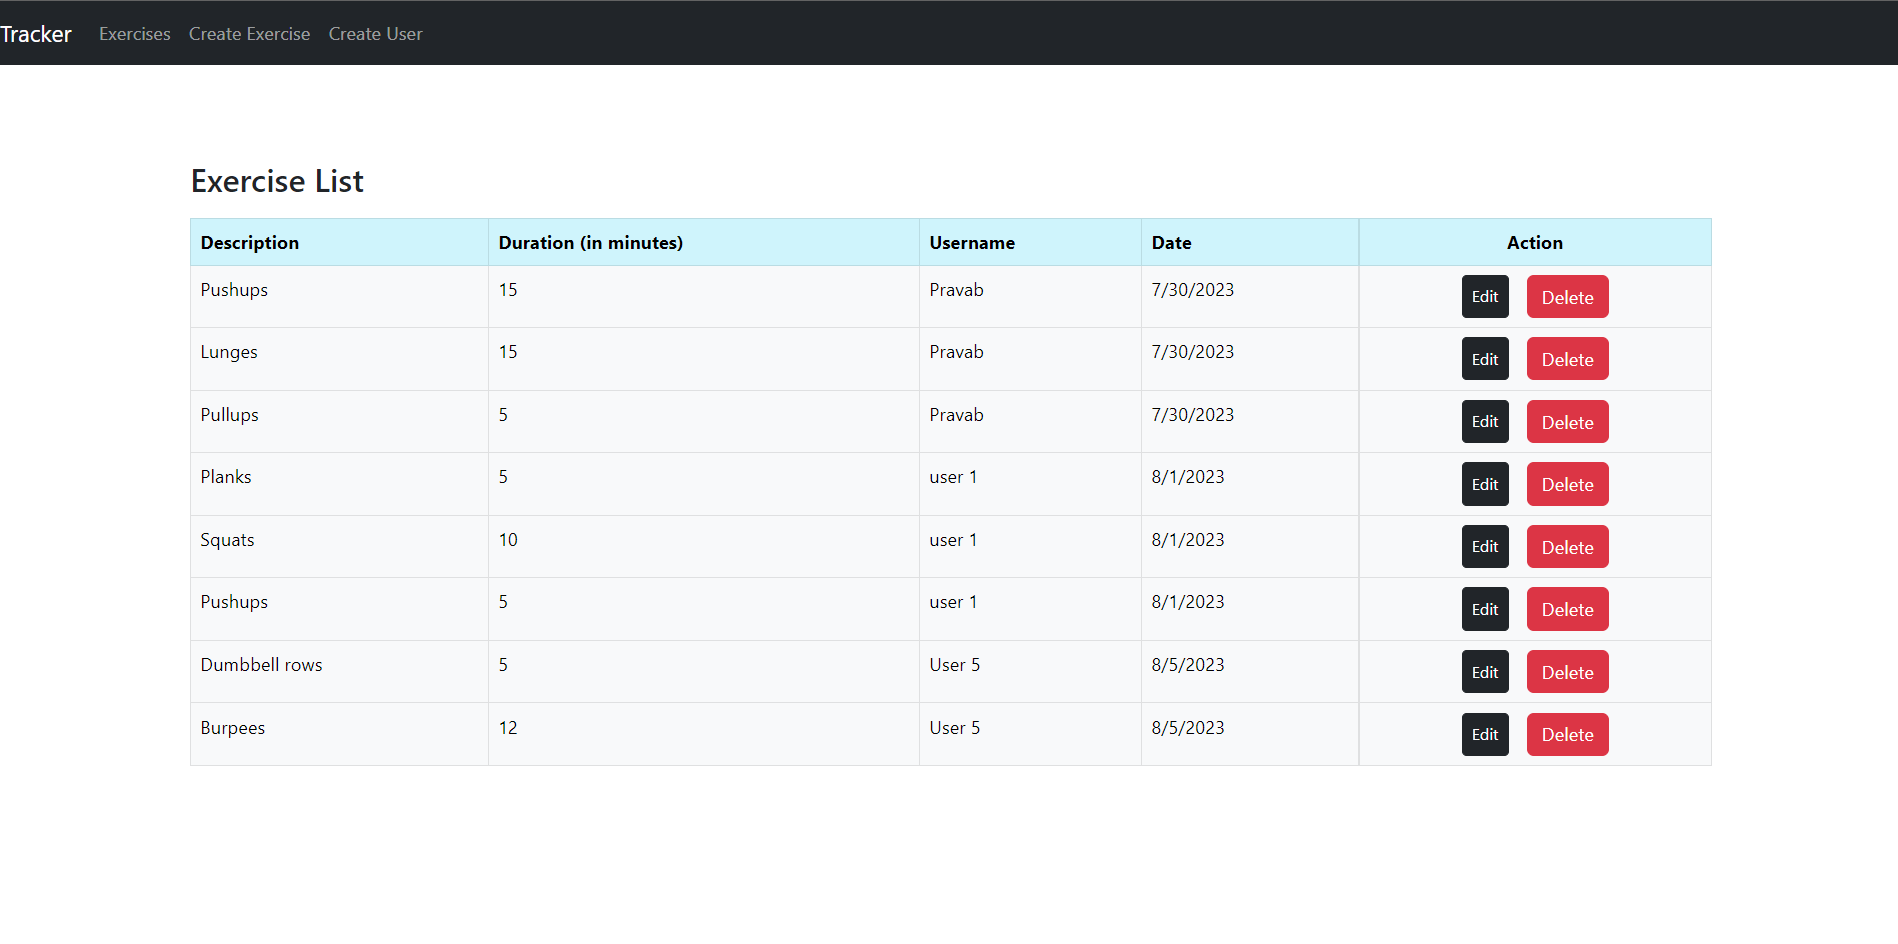 Tracker Exercises Create Exercise Create User
Exercise List
Description Duration (in minutes) Username Date Action
Pushups 15 Pravab 7/30/2023 Edit Delete
Lunges 15 Pravab 7/30/2023 Edit Delete
Pullups 5 Pravab 7/30/2023 Edit Delete
Planks 5 user 1 8/1/2023 Edit Delete
Squats 10 user 1 8/1/2023 Edit Delete
Pushups 5 user 1 8/1/2023 Edit Delete
Dumbbell rows 5 User 5 8/5/2023 Edit Delete
Burpees 12 User 5 8/5/2023 Edit Delete